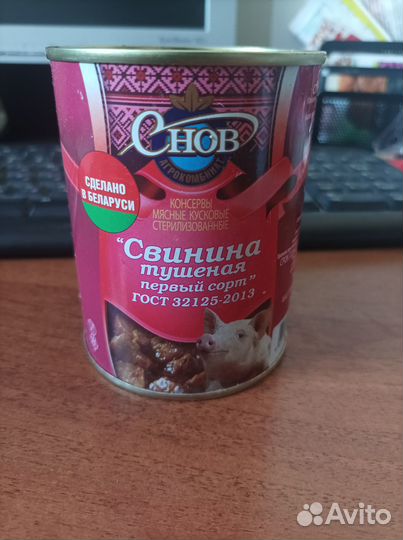 СНОВ
АГРОКОМБИНАТ
СДЕЛАНО
В БЕЛАРУСИ
КОНСЕРВЫ
МЯСНЫЕ КУСКОВЫЕ
СТЕРИЛИЗОВАННЫЕ
"Свинина
тушеная
первый сорт"
ГОСТ 32125-2013
Avito